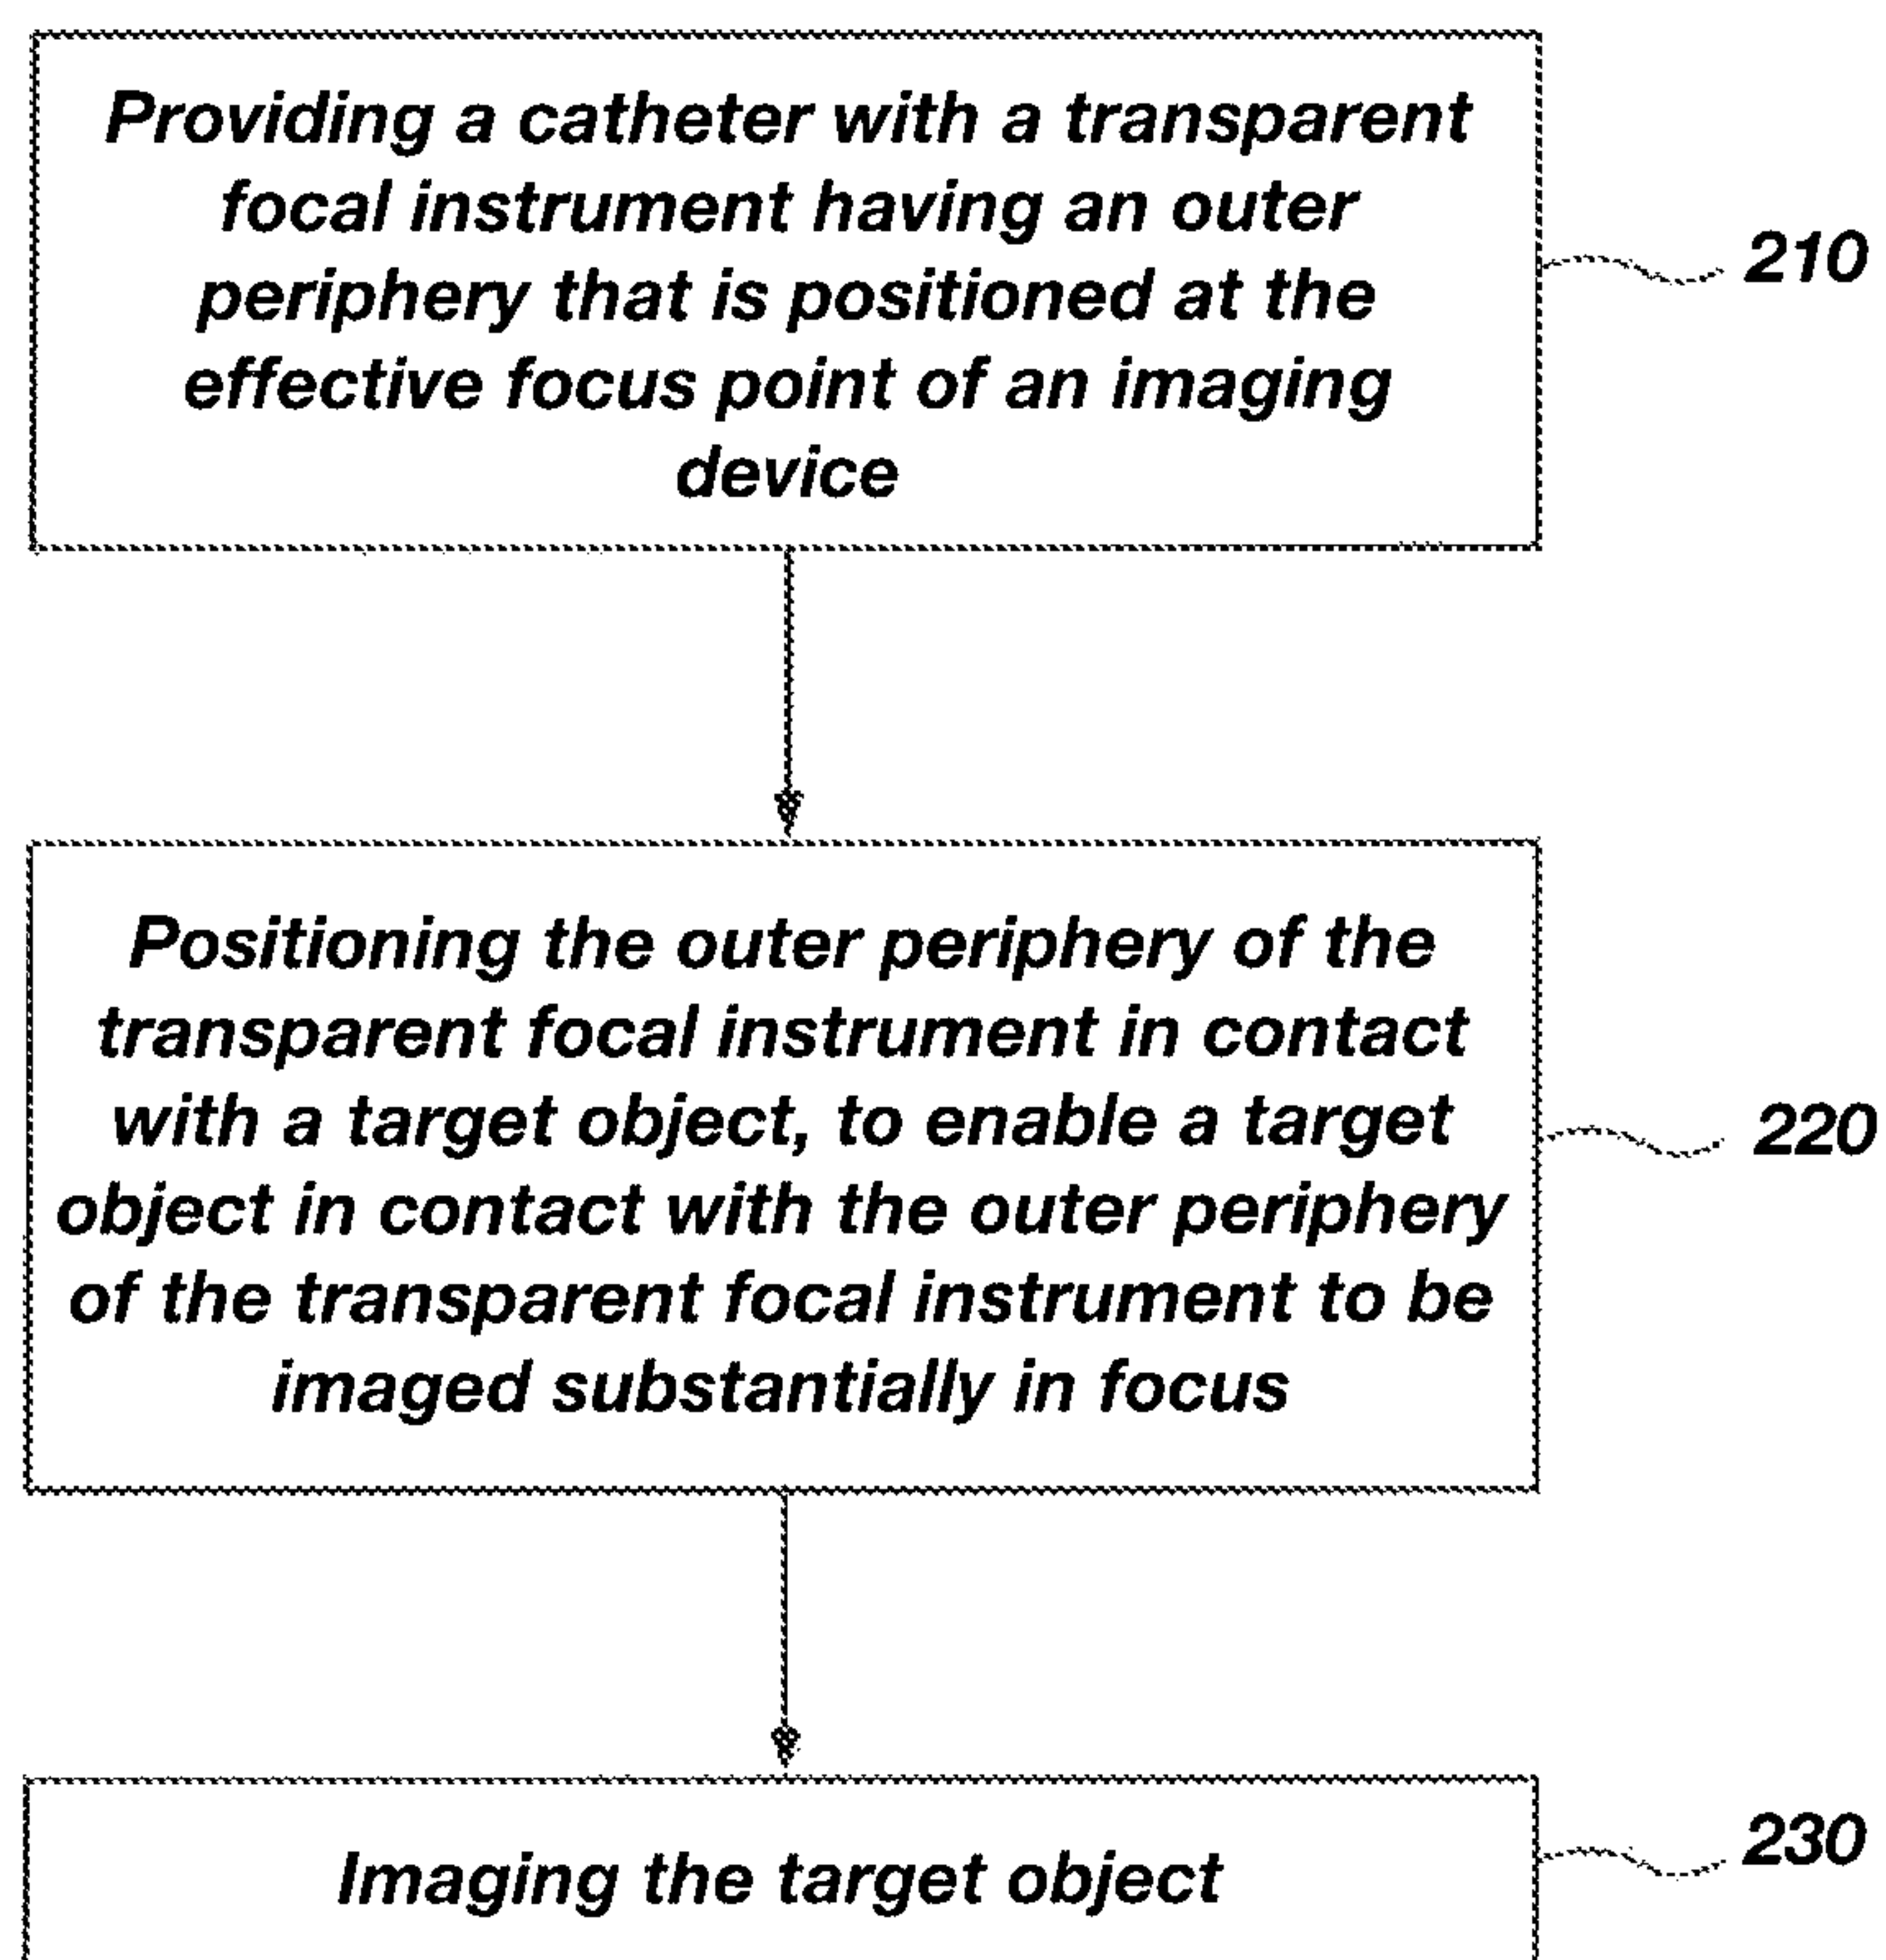 Providing a catheter with a transparent
focal instrument having an outer
periphery that is positioned at the
effective focus point of an imaging
device
210
Positioning the outer periphery of the
transparent focal instrument in contact
with a target object, to enable a target
object in contact with the outer periphery
of the transparent focal instrument to be
imaged substantially in focus
220
Imaging the target object
230